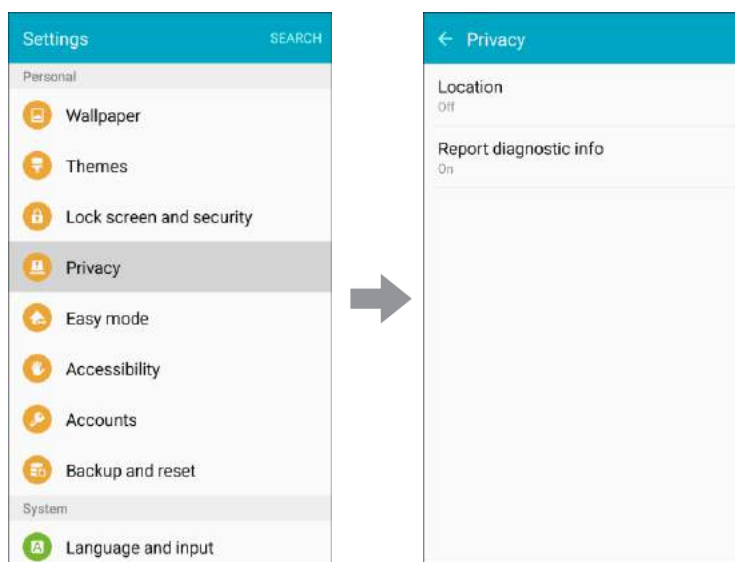 Settings SEARCH
Personal
Wallpaper
Themes
Lock screen and security
Privacy
Easy mode
Accessibility
Accounts
Backup and reset
System
Language and input
Privacy
Location
Off
Report diagnostic info
On